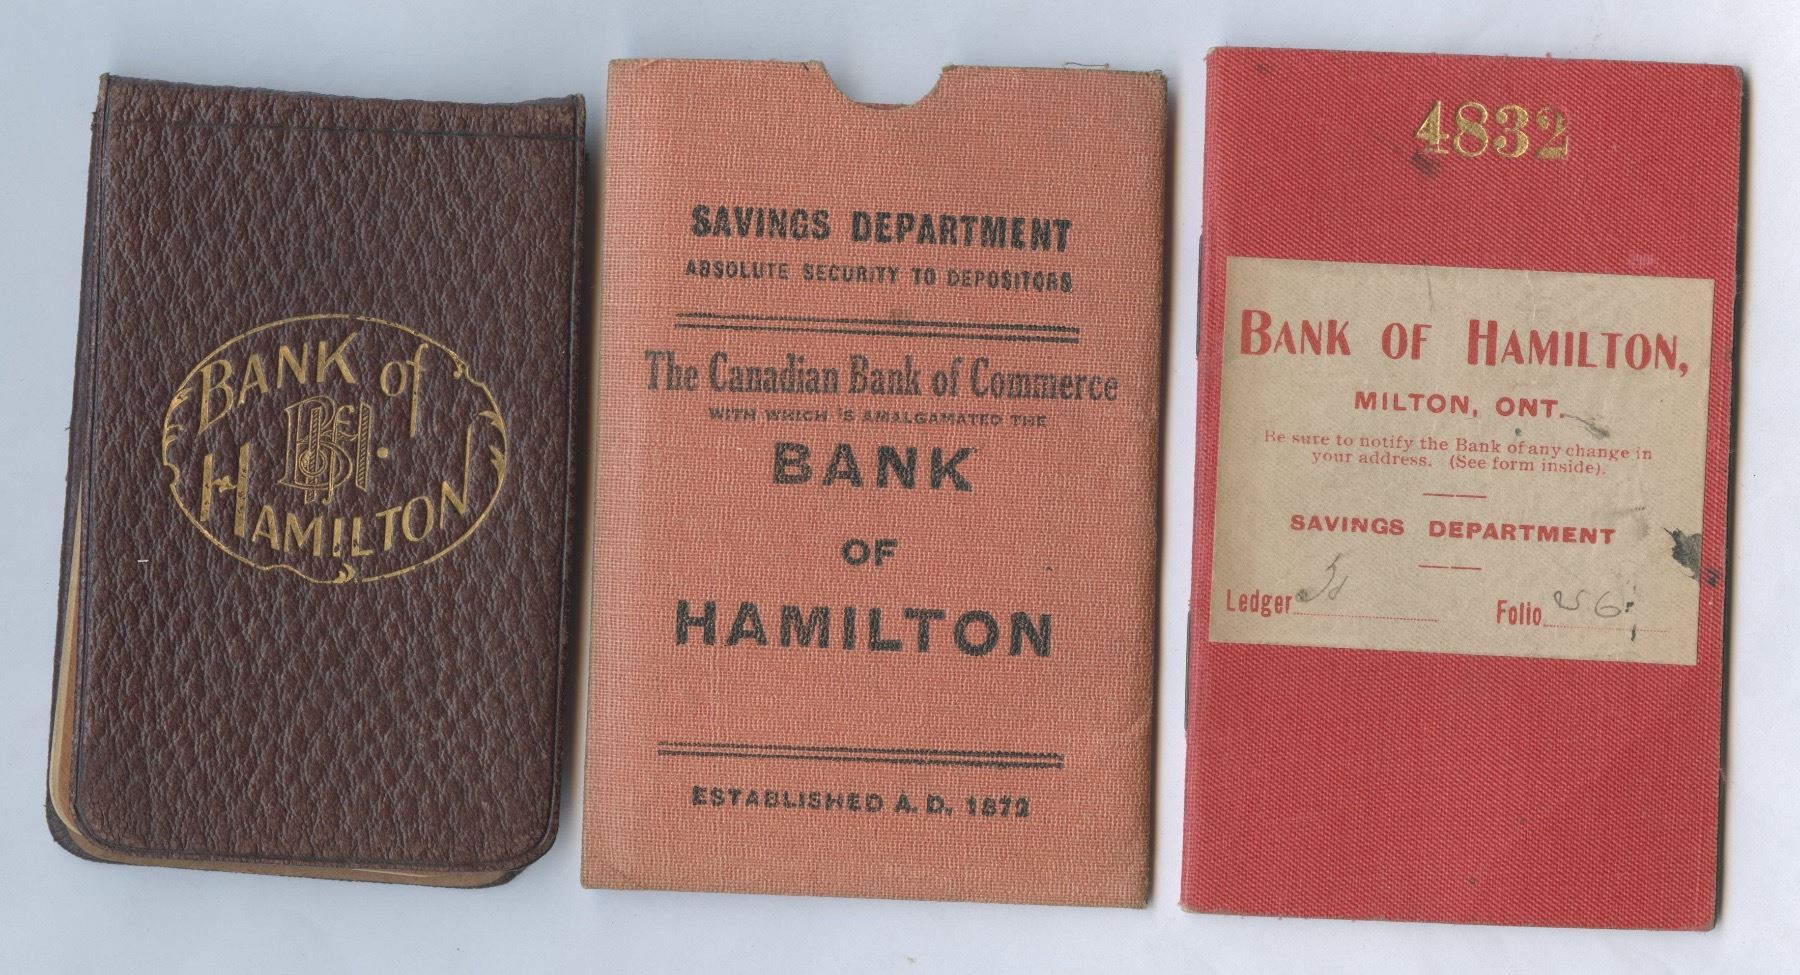 BANK of
HAMILTON
SAVINGS DEPARTMENT
ABSOLUTE SECURITY TO DEPOSITORS
The Canadian Bank of Commerce
WITH WHICH IS AMALGAMATED THE
BANK
OF
HAMILTON
ESTABLISHED A. D. 1872
4832
BANK OF HAMILTON,
MILTON, ONT.
Be sure to notify the Bank of any change in
your address. (See form inside).
SAVINGS DEPARTMENT
Ledger Folio 256